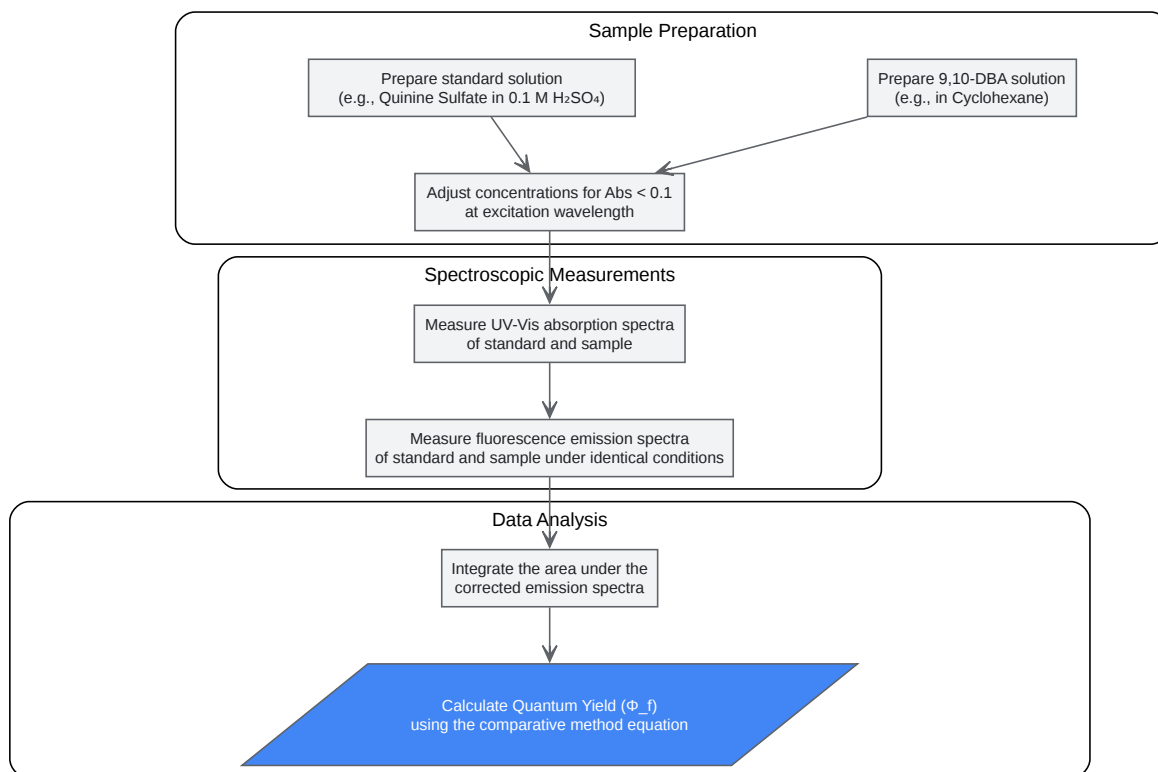 Sample Preparation
Prepare standard solution
(e.g., Quinine Sulfate in 0.1 M H₂SO₄)
Prepare 9,10-DBA solution
(e.g., in Cyclohexane)
Adjust concentrations for Abs < 0.1
at excitation wavelength
Spectroscopic Measurements
Measure UV-Vis absorption spectra
of standard and sample
Measure fluorescence emission spectra
of standard and sample under identical conditions
Data Analysis
Integrate the area under the
corrected emission spectra
Calculate Quantum Yield (Φ_f)
using the comparative method equation